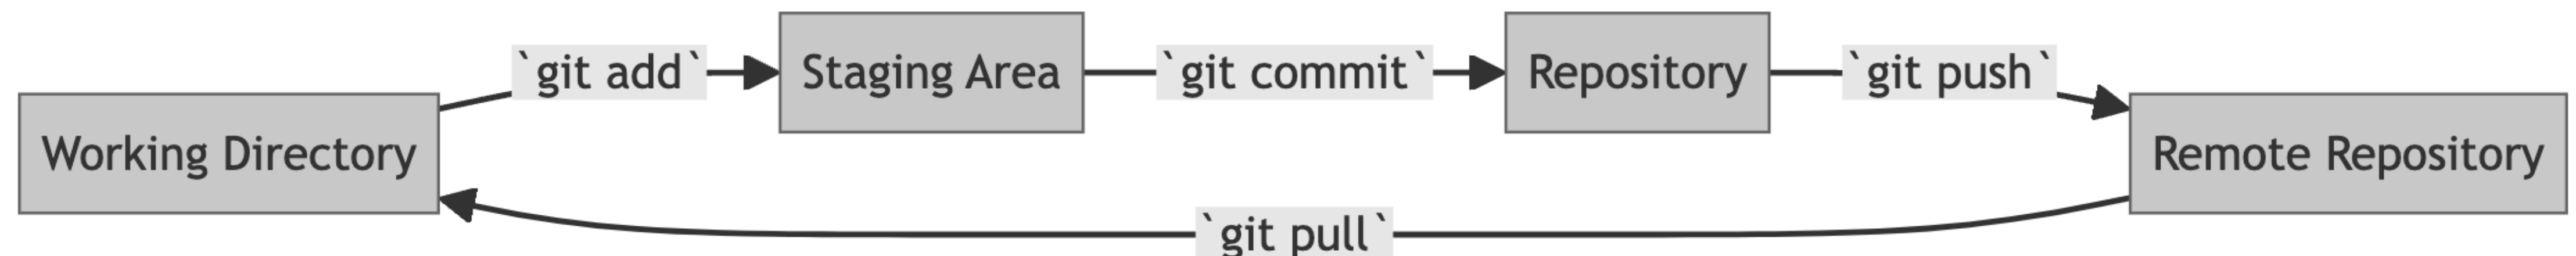 Working Directory
`git add`
Staging Area
`git commit`
Repository
`git push`
Remote Repository
`git pull`